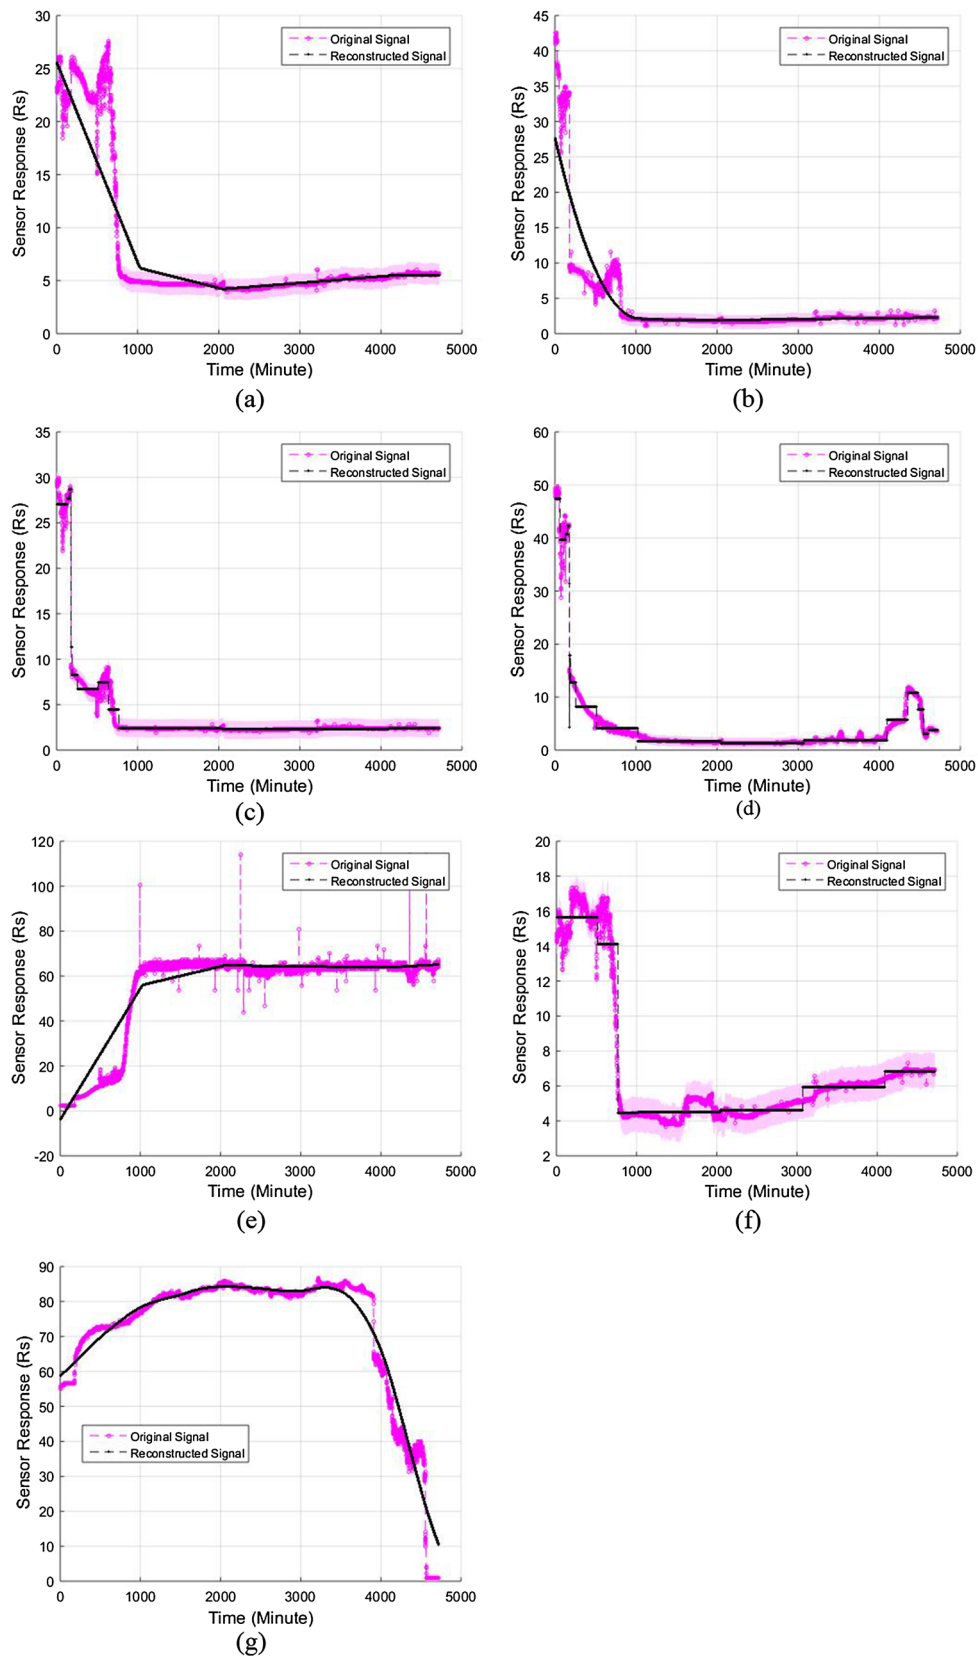 30
25
20
15
10
5
0
Sensor Response (Rs)
Original Signal
Reconstructed Signal
0 1000 2000 3000 4000 5000
Time (Minute)
(a)
45
40
35
30
25
20
15
10
5
0
Sensor Response (Rs)
Original Signal
Reconstructed Signal
0 1000 2000 3000 4000 5000
Time (Minute)
(b)
35
30
25
20
15
10
5
0
Sensor Response (Rs)
Original Signal
Reconstructed Signal
0 1000 2000 3000 4000 5000
Time (Minute)
(c)
60
50
40
30
20
10
0
Sensor Response (Rs)
Original Signal
Reconstructed Signal
0 1000 2000 3000 4000 5000
Time (Minute)
(d)
120
100
80
60
40
20
0
-20
Sensor Response (Rs)
Original Signal
Reconstructed Signal
0 1000 2000 3000 4000 5000
Time (Minute)
(e)
20
18
16
14
12
10
8
6
4
2
Sensor Response (Rs)
Original Signal
Reconstructed Signal
0 1000 2000 3000 4000 5000
Time (Minute)
(f)
90
80
70
60
50
40
30
20
10
0
Sensor Response (Rs)
Original Signal
Reconstructed Signal
0 1000 2000 3000 4000 5000
Time (Minute)
(g)